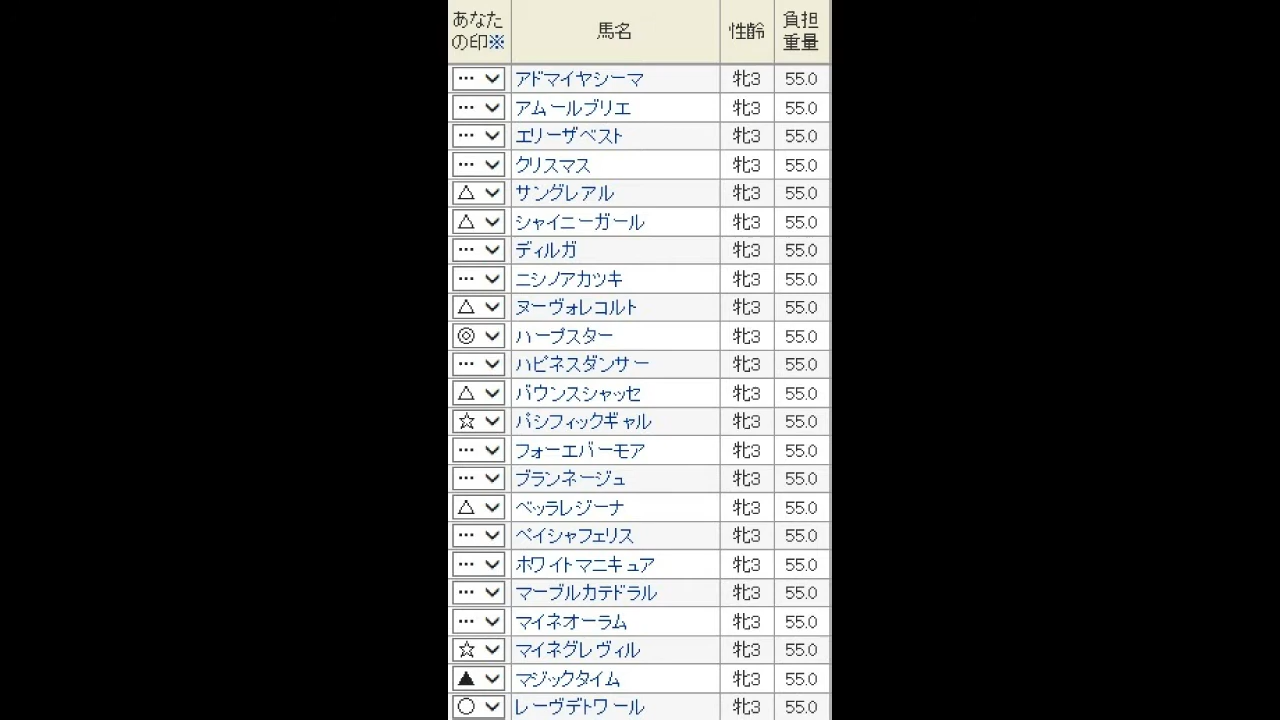 あなたの印※ 馬名 性齢 負担重量
… アドマイヤシーマ 牝3 55.0
… アムールブリエ 牝3 55.0
… エリーザベスト 牝3 55.0
… クリスマス 牝3 55.0
△ サングレアル 牝3 55.0
△ シャイニーガール 牝3 55.0
… ディルガ 牝3 55.0
… ニシノアカツキ 牝3 55.0
△ ヌーヴォレコルト 牝3 55.0
◎ ハープスター 牝3 55.0
… ハピネスダンサー 牝3 55.0
△ バウンスシャッセ 牝3 55.0
☆ パシフィックギャル 牝3 55.0
… フォーエバーモア 牝3 55.0
… ブランネージュ 牝3 55.0
△ ベッラレジーナ 牝3 55.0
… ペイシャフェリス 牝3 55.0
… ホワイトマニキュア 牝3 55.0
… マーブルカテドラル 牝3 55.0
… マイネオーラム 牝3 55.0
☆ マイネグレヴィル 牝3 55.0
▲ マジックタイム 牝3 55.0
○ レーヴデトワール 牝3 55.0